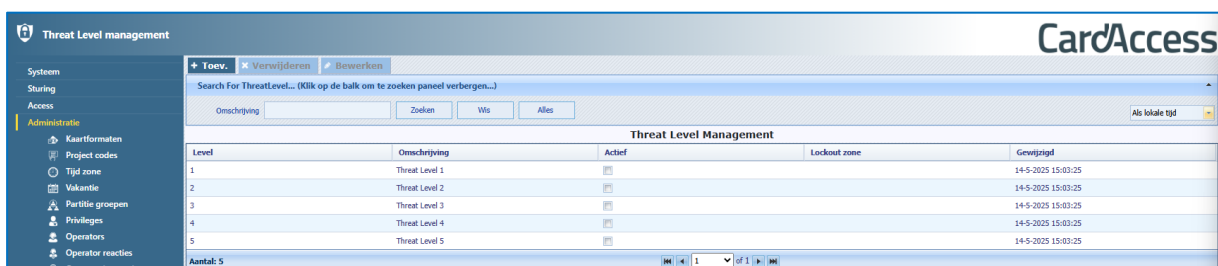 Threat Level management
CardAccess
Systeem
Sturing
Access
Administratie
Kaartformaten
Project codes
Tijd zone
Vakantie
Partitie groepen
Privileges
Operators
Operator reacties
+ Toev. Verwijderen Bewerken
Search For ThreatLevel... (Klik op de balk om te zoeken paneel verbergen...)
Omschrijving Zoeken Wis Alles Als lokale tijd
Threat Level Management
Level Omschrijving Actief Lockout zone Gewijzigd
1 Threat Level 1 14-5-2025 15:03:25
2 Threat Level 2 14-5-2025 15:03:25
3 Threat Level 3 14-5-2025 15:03:25
4 Threat Level 4 14-5-2025 15:03:25
5 Threat Level 5 14-5-2025 15:03:25
Aantal: 5 1 of 1